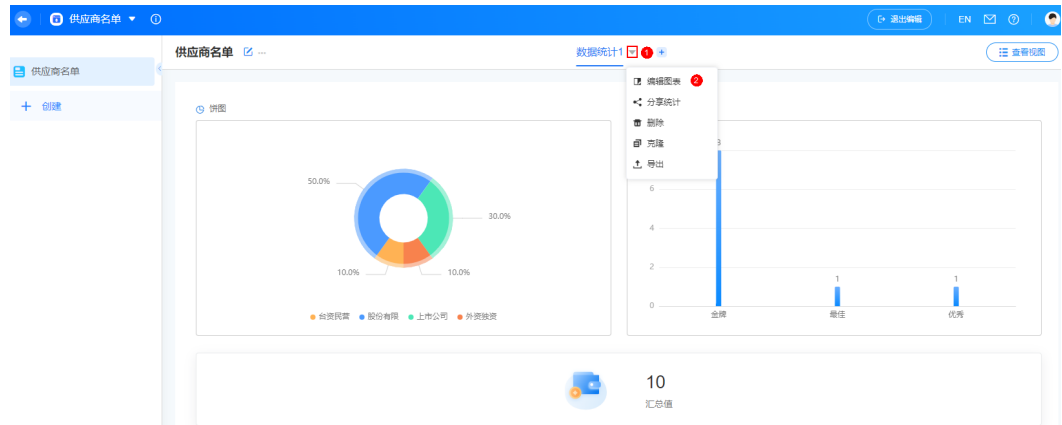 供应商名单
退出编辑
EN
供应商名单
创建
供应商名单
...
数据统计1
1
+
查看视图
编辑图表
2
分享统计
删除
克隆
导出
饼图
50.0%
30.0%
10.0%
10.0%
台资民营
股份有限
上市公司
外资独资
6
4
2
0
1
1
金牌
最佳
优秀
10
汇总值